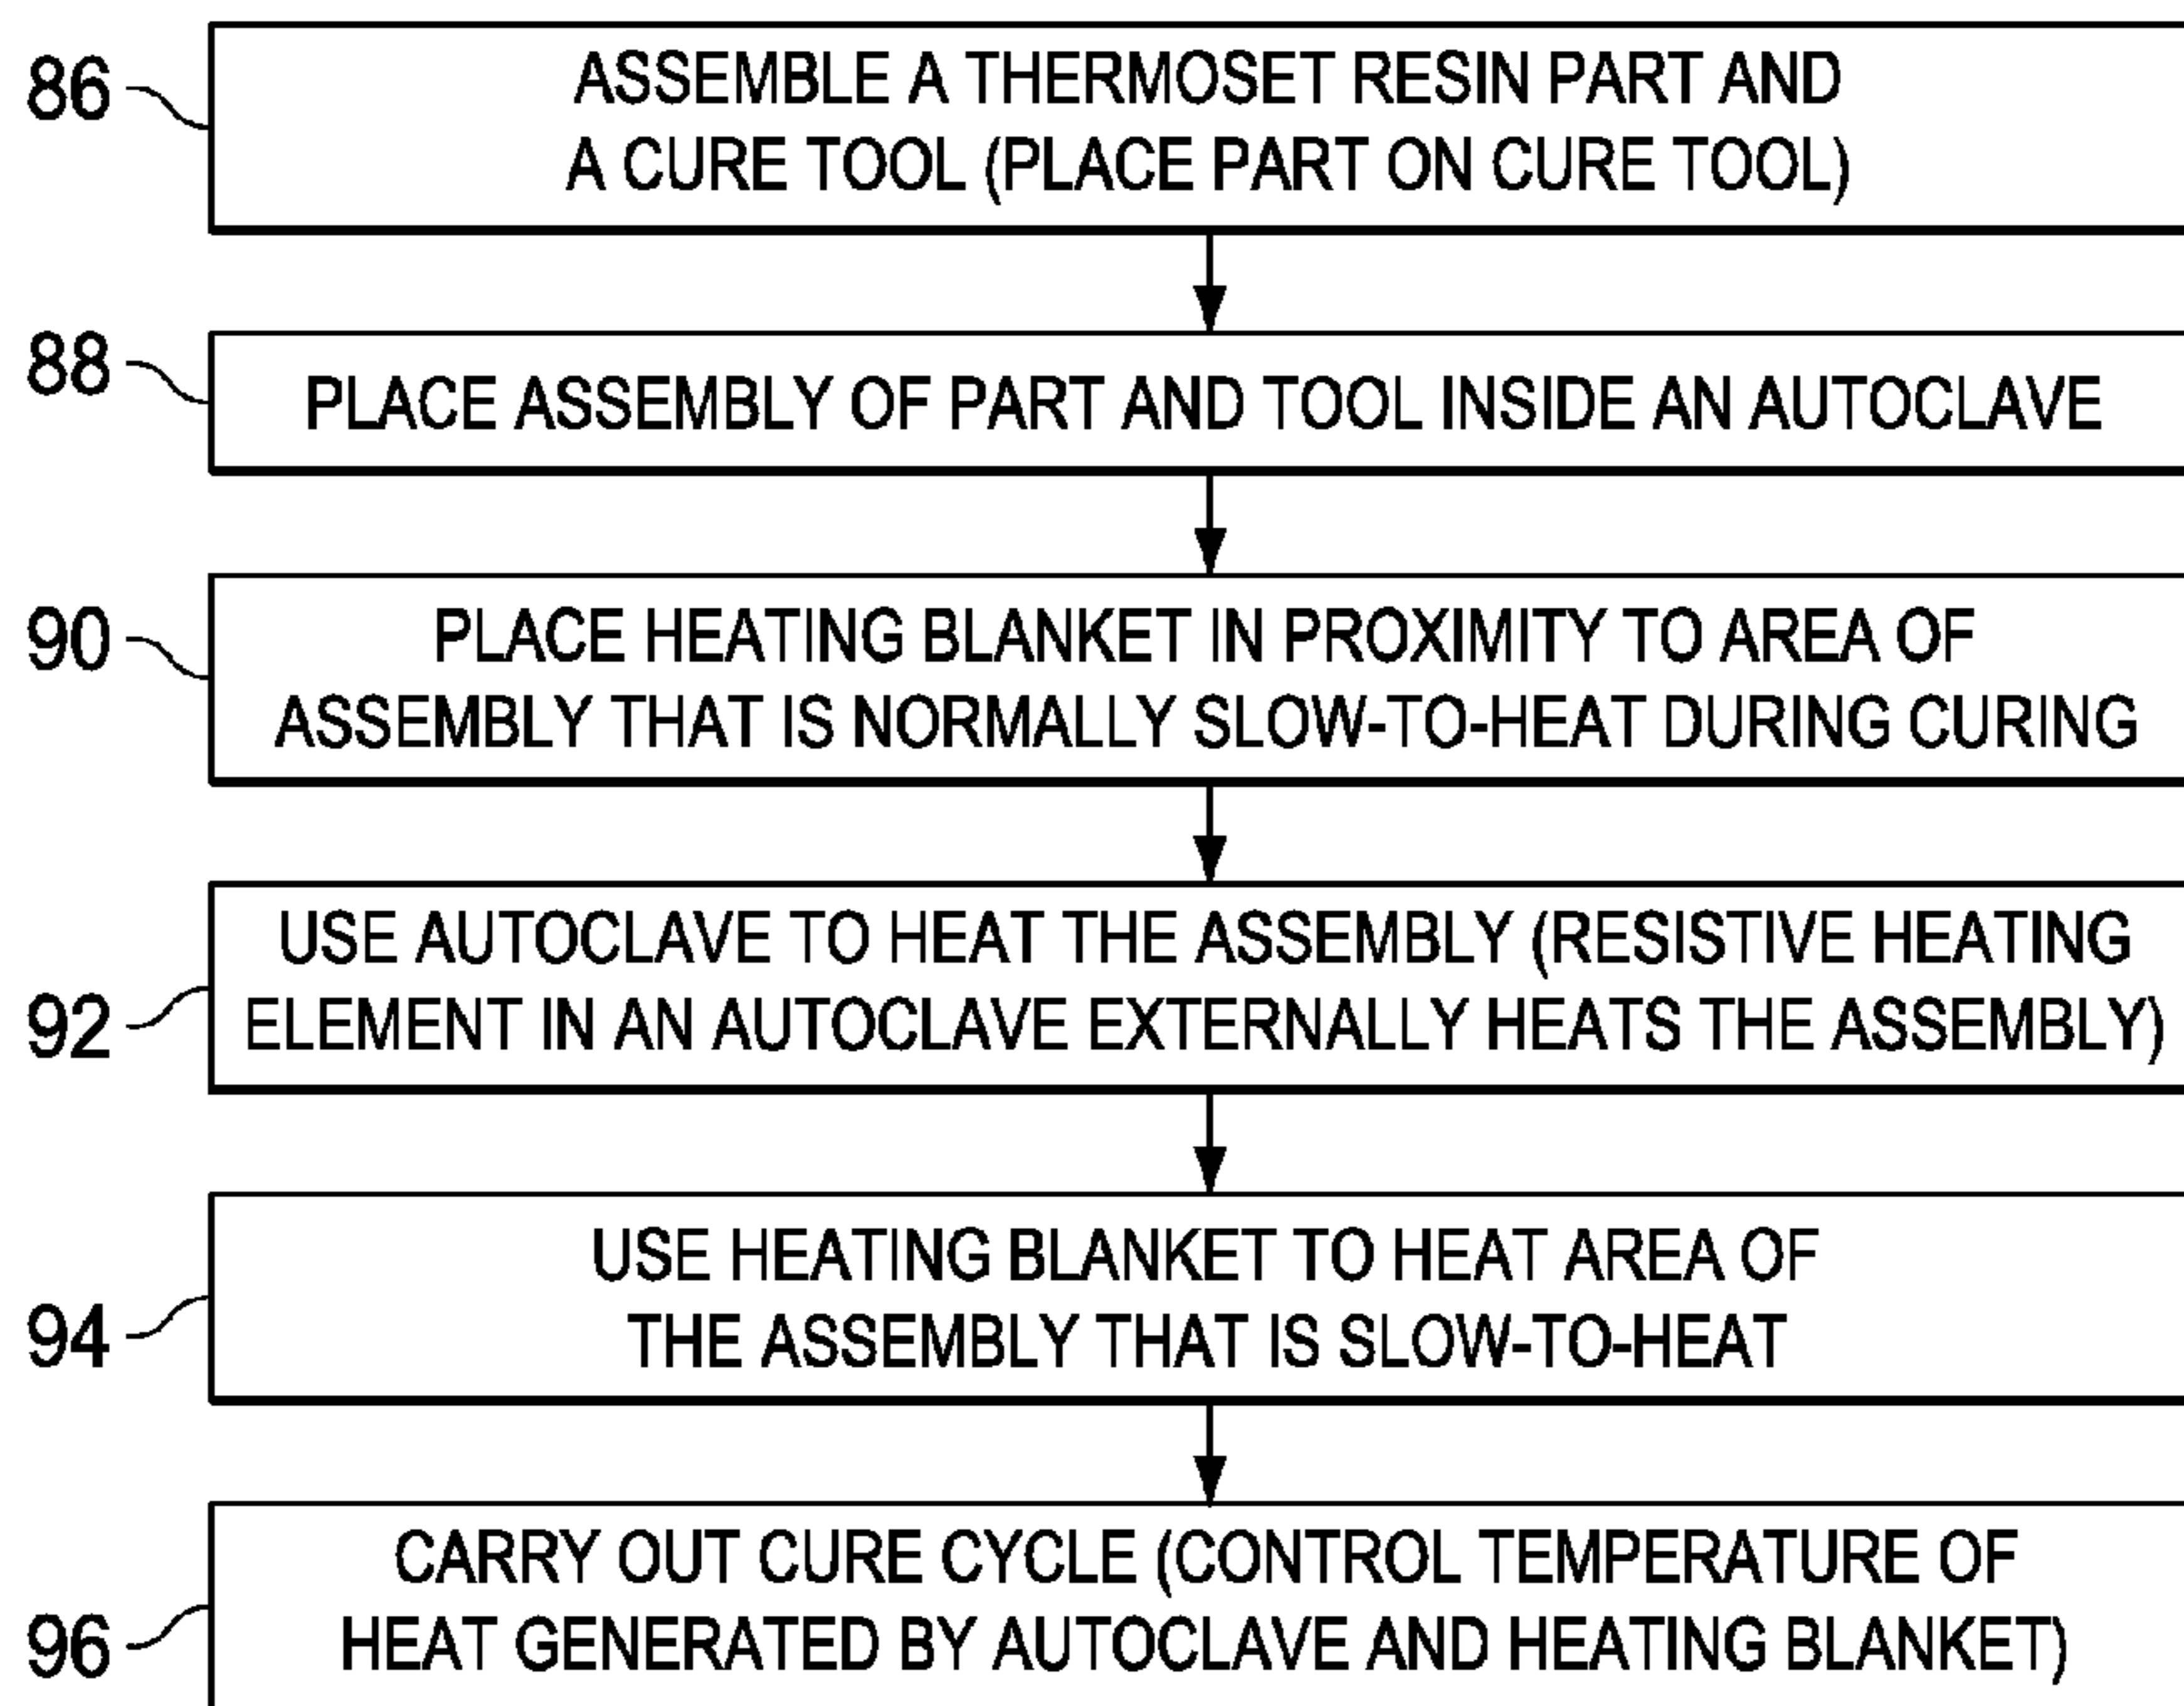 86
ASSEMBLE A THERMOSET RESIN PART AND
A CURE TOOL (PLACE PART ON CURE TOOL)
88
PLACE ASSEMBLY OF PART AND TOOL INSIDE AN AUTOCLAVE
90
PLACE HEATING BLANKET IN PROXIMITY TO AREA OF
ASSEMBLY THAT IS NORMALLY SLOW-TO-HEAT DURING CURING
92
USE AUTOCLAVE TO HEAT THE ASSEMBLY (RESISTIVE HEATING
ELEMENT IN AN AUTOCLAVE EXTERNALLY HEATS THE ASSEMBLY)
94
USE HEATING BLANKET TO HEAT AREA OF
THE ASSEMBLY THAT IS SLOW-TO-HEAT
96
CARRY OUT CURE CYCLE (CONTROL TEMPERATURE OF
HEAT GENERATED BY AUTOCLAVE AND HEATING BLANKET)